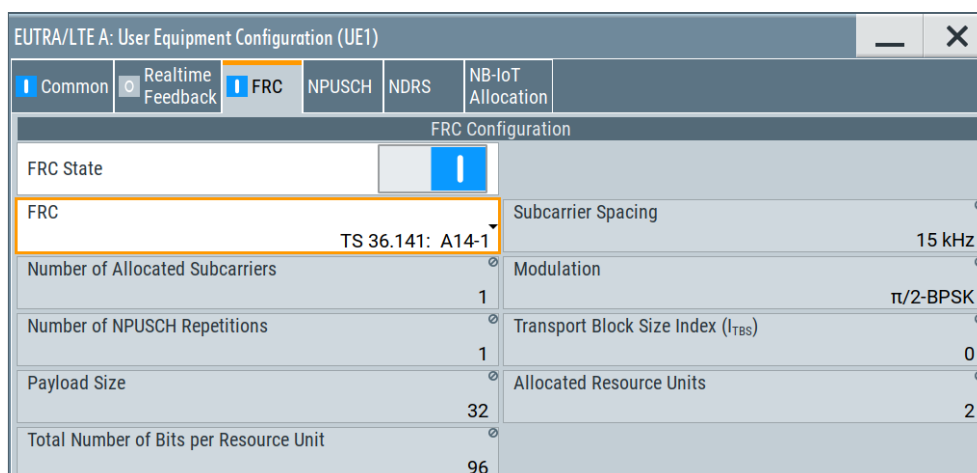 EUTRA/LTE A: User Equipment Configuration (UE1)
Common
Realtime
Feedback
FRC
NPUSCH
NDRS
NB-IoT
Allocation
FRC Configuration
FRC State
FRC
TS 36.141: A14-1
Subcarrier Spacing
15 kHz
Number of Allocated Subcarriers
1
Modulation
π/2-BPSK
Number of NPUSCH Repetitions
1
Transport Block Size Index (I_TBS)
0
Payload Size
32
Allocated Resource Units
2
Total Number of Bits per Resource Unit
96